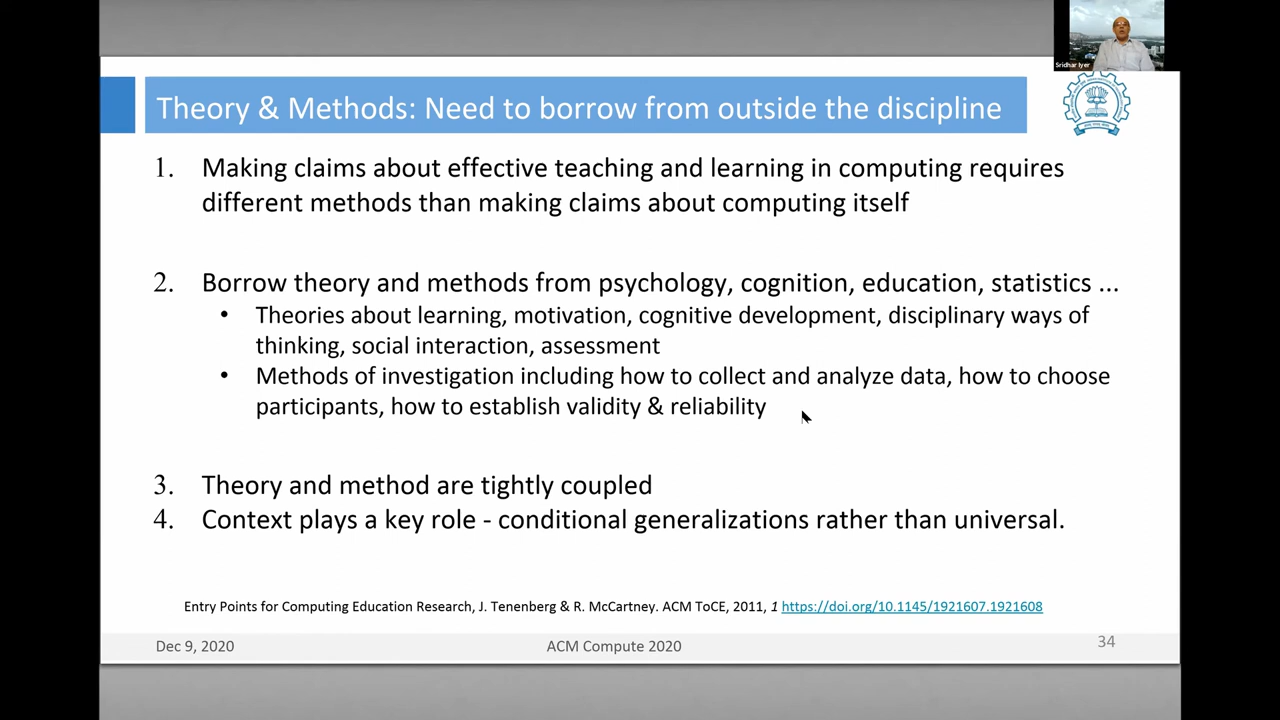 Sridhar Iyer
Theory & Methods: Need to borrow from outside the discipline
1. Making claims about effective teaching and learning in computing requires
different methods than making claims about computing itself
2. Borrow theory and methods from psychology, cognition, education, statistics ...
• Theories about learning, motivation, cognitive development, disciplinary ways of
thinking, social interaction, assessment
• Methods of investigation including how to collect and analyze data, how to choose
participants, how to establish validity & reliability
3. Theory and method are tightly coupled
4. Context plays a key role - conditional generalizations rather than universal.
Entry Points for Computing Education Research, J. Tenenberg & R. McCartney. ACM ToCE, 2011, 1 https://doi.org/10.1145/1921607.1921608
Dec 9, 2020
ACM Compute 2020
34